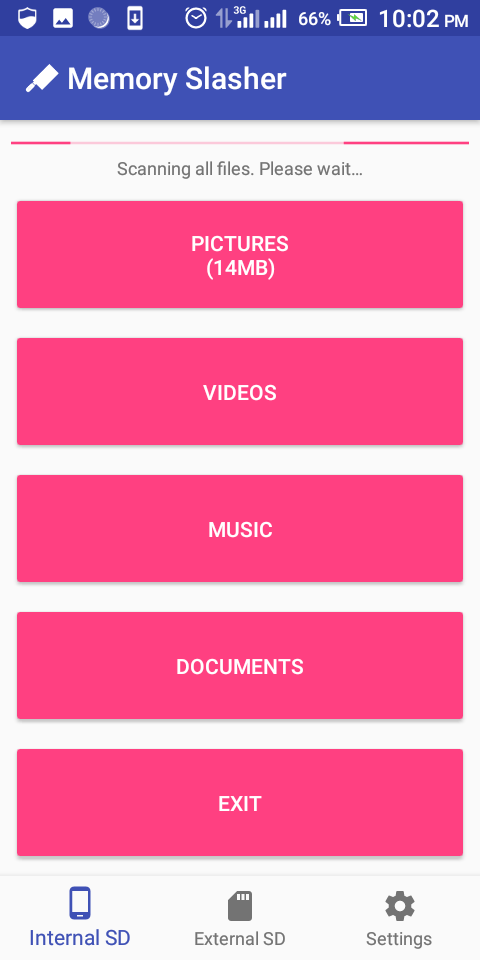 3G 66% 10:02 PM
Memory Slasher
Scanning all files. Please wait...
PICTURES
(14MB)
VIDEOS
MUSIC
DOCUMENTS
EXIT
Internal SD External SD Settings